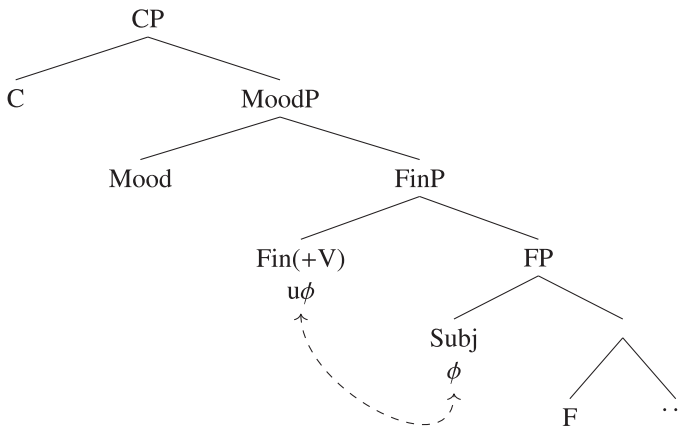 CP
C MoodP
Mood FinP
Fin(+V) FP
uϕ
Subj
ϕ
F ..